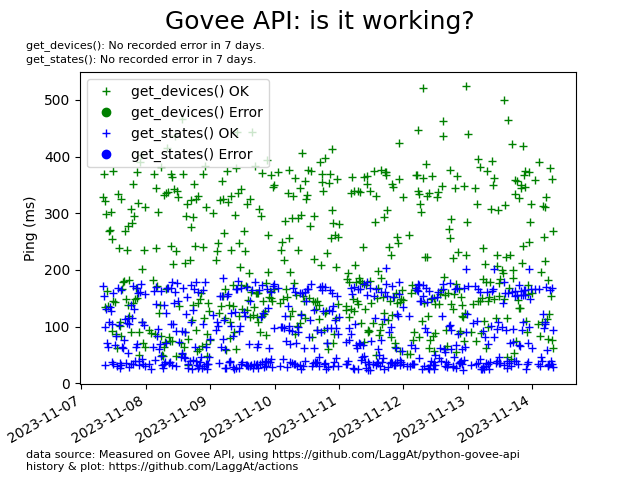 Govee API: is it working?
get_devices(): No recorded error in 7 days.
get_states(): No recorded error in 7 days.
get_devices() OK
get_devices() Error
get_states() OK
get_states() Error
Ping (ms)
500
400
300
200
100
0
2023-11-07
2023-11-08
2023-11-09
2023-11-10
2023-11-11
2023-11-12
2023-11-13
2023-11-14
data source: Measured on Govee API, using https://github.com/LaggAt/python-govee-api
history & plot: https://github.com/LaggAt/actions